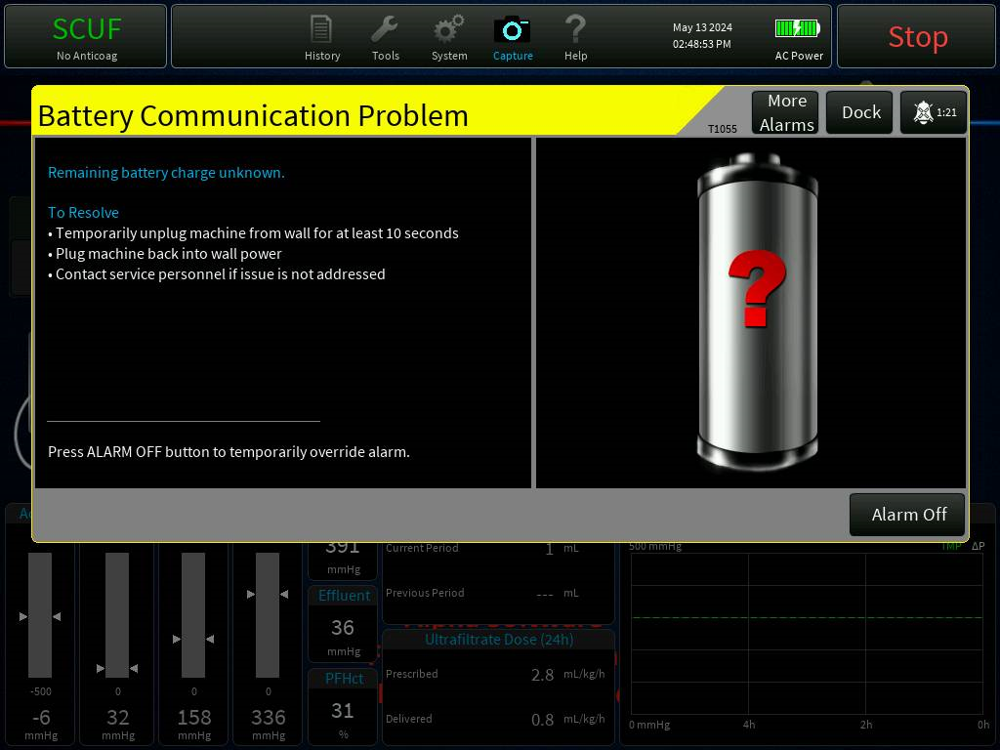 SCUF
No Anticoag
History
Tools
System
Capture
Help
May 13 2024
02:48:53 PM
AC Power
Stop
Battery Communication Problem
T1055
More
Alarms
Dock
1:21
Remaining battery charge unknown.
To Resolve
• Temporarily unplug machine from wall for at least 10 seconds
• Plug machine back into wall power
• Contact service personnel if issue is not addressed
Press ALARM OFF button to temporarily override alarm.
?
Alarm Off
-500
-6
mmHg
0
32
mmHg
0
158
mmHg
0
336
mmHg
391
mmHg
Effluent
36
mmHg
PFHct
31
%
Current Period 1 mL
Previous Period --- mL
Ultrafiltrate Dose (24h)
Prescribed 2.8 mL/kg/h
Delivered 0.8 mL/kg/h
500 mmHg
TMP ΔP
0 mmHg 4h 2h 0h